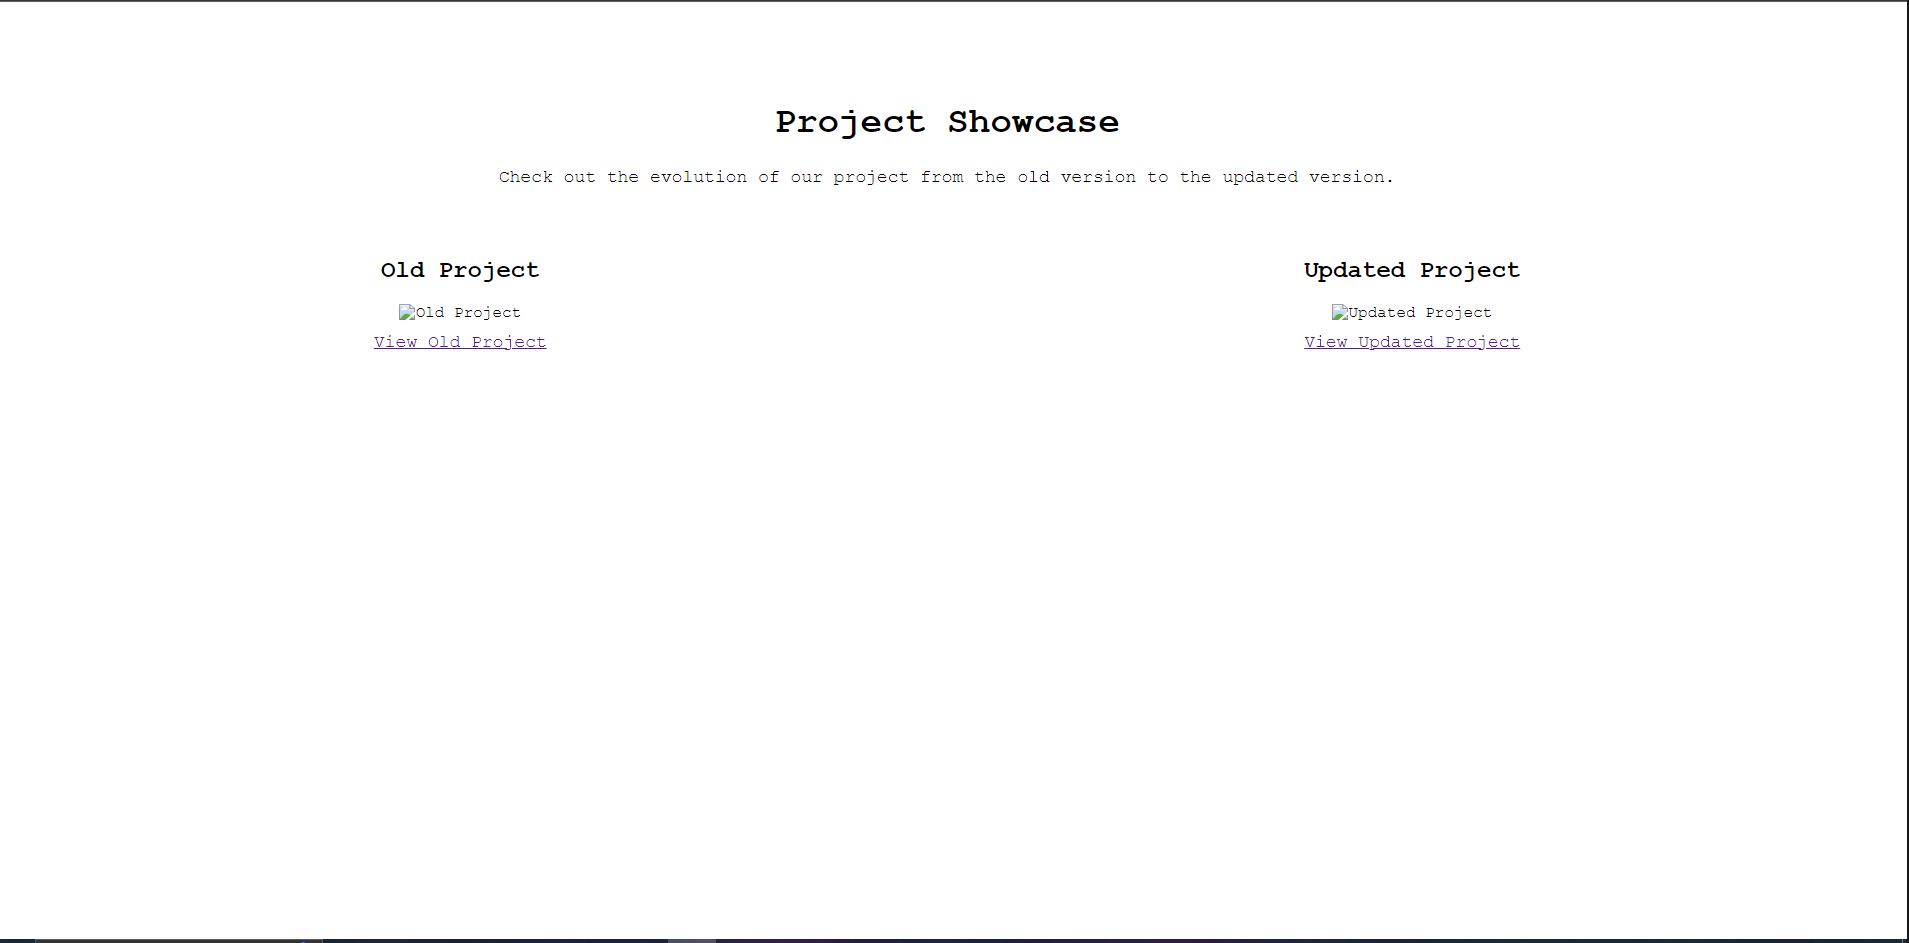 Project Showcase
Check out the evolution of our project from the old version to the updated version.
Old Project
Updated Project
Old Project
Updated Project
View Old Project
View Updated Project